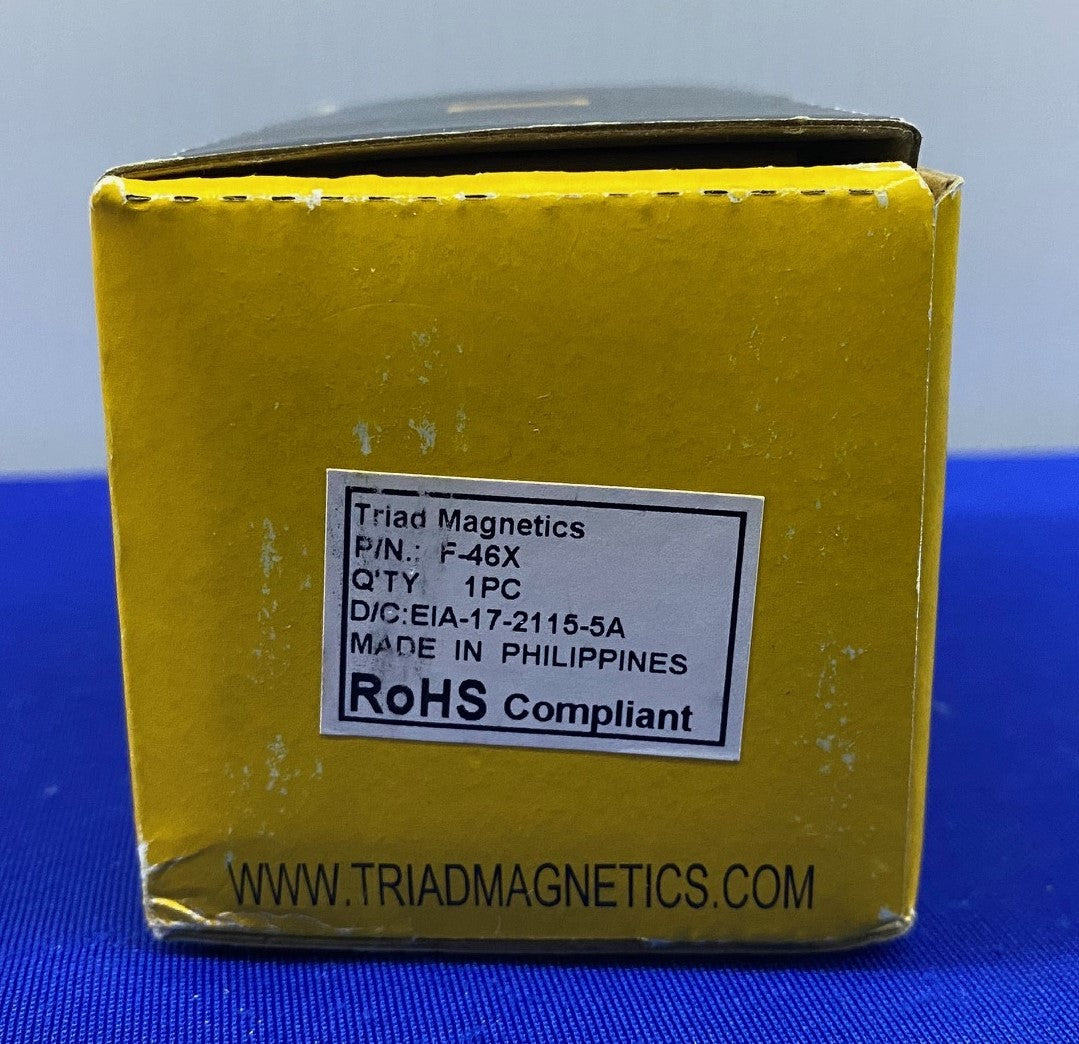 Triad Magnetics
P/N.: F-46X
Q'TY 1PC
D/C:EIA-17-2115-5A
MADE IN PHILIPPINES
RoHS Compliant
WWW.TRIADMAGNETICS.COM